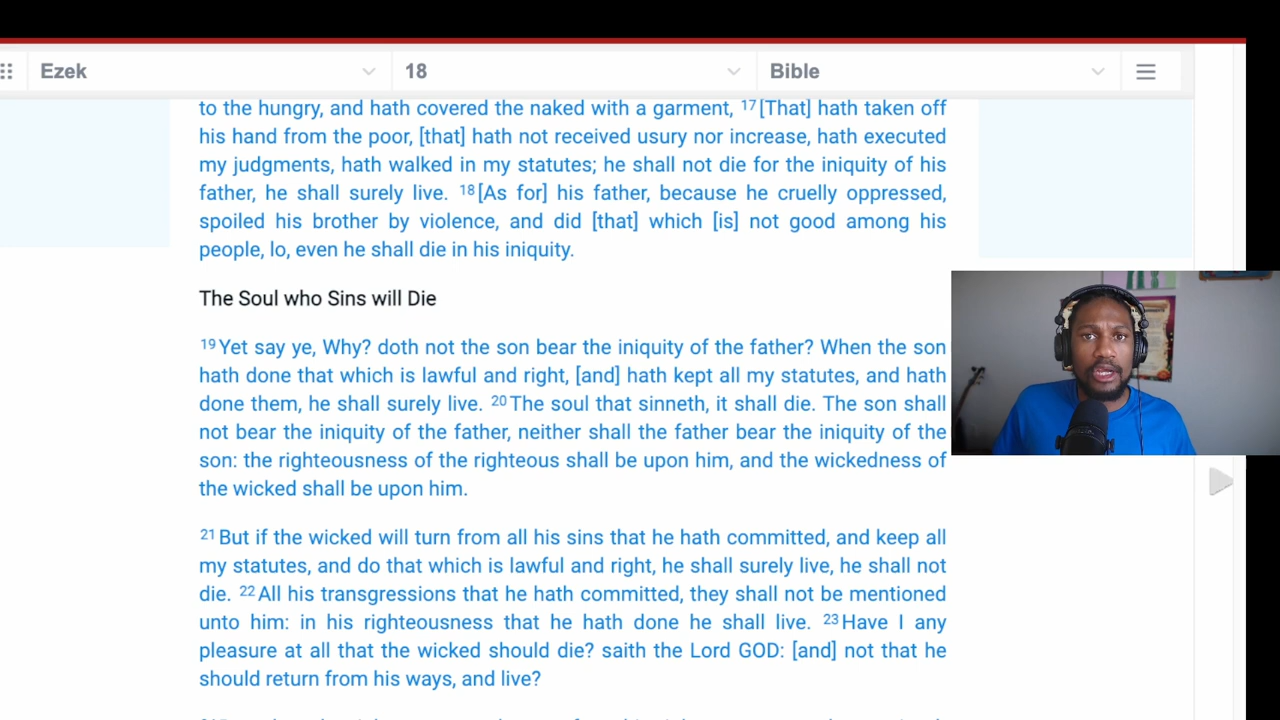 Ezek 18 Bible
to the hungry, and hath covered the naked with a garment, 17[That] hath taken off
his hand from the poor, [that] hath not received usury nor increase, hath executed
my judgments, hath walked in my statutes; he shall not die for the iniquity of his
father, he shall surely live. 18[As for] his father, because he cruelly oppressed,
spoiled his brother by violence, and did [that] which [is] not good among his
people, lo, even he shall die in his iniquity.
The Soul who Sins will Die
19Yet say ye, Why? doth not the son bear the iniquity of the father? When the son
hath done that which is lawful and right, [and] hath kept all my statutes, and hath
done them, he shall surely live. 20The soul that sinneth, it shall die. The son shall
not bear the iniquity of the father, neither shall the father bear the iniquity of the
son: the righteousness of the righteous shall be upon him, and the wickedness of
the wicked shall be upon him.
21But if the wicked will turn from all his sins that he hath committed, and keep all
my statutes, and do that which is lawful and right, he shall surely live, he shall not
die. 22All his transgressions that he hath committed, they shall not be mentioned
unto him: in his righteousness that he hath done he shall live. 23Have I any
pleasure at all that the wicked should die? saith the Lord GOD: [and] not that he
should return from his ways, and live?